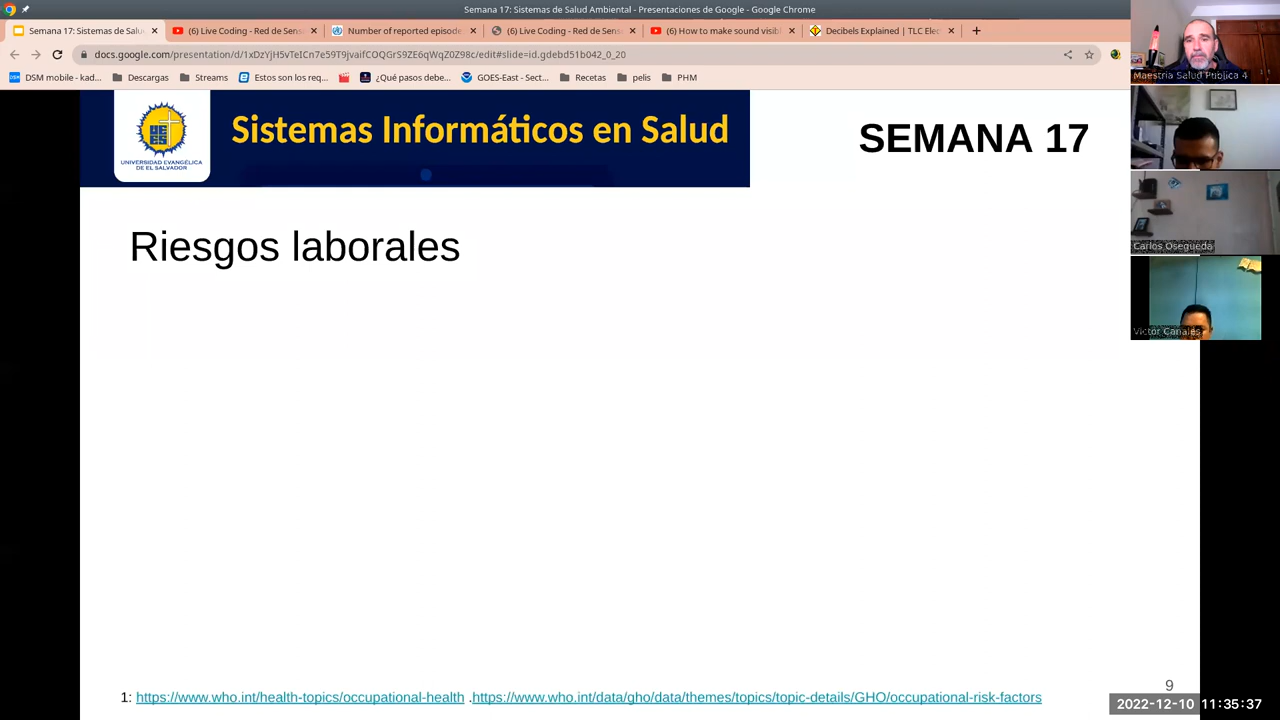 Semana 17: Sistemas de Salud Ambiental - Presentaciones de Google - Google Chrome
Semana 17: Sistemas de Salu
(6) Live Coding - Red de Sens
Number of reported episode
(6) Live Coding - Red de Sens
(6) How to make sound visibl
Decibels Explained | TLC Elec
docs.google.com/presentation/d/1xDzYjH5vTeICn7e59T9jvaifCOQGrS9ZE6qWqZ0Z98c/edit#slide=id.gdebd51b042_0_20
DSM mobile - kad...
Descargas
Streams
Estos son los req...
¿Qué pasos debe...
GOES-East - Sect...
Recetas
pelis
PHM
Maestria Salud Publica 4
UNIVERSIDAD EVANGÉLICA
DE EL SALVADOR
Sistemas Informáticos en Salud
SEMANA 17
Carlos Osegueda
Victor Canales
Riesgos laborales
1: https://www.who.int/health-topics/occupational-health .https://www.who.int/data/gho/data/themes/topics/topic-details/GHO/occupational-risk-factors
9
2022-12-10 11:35:37